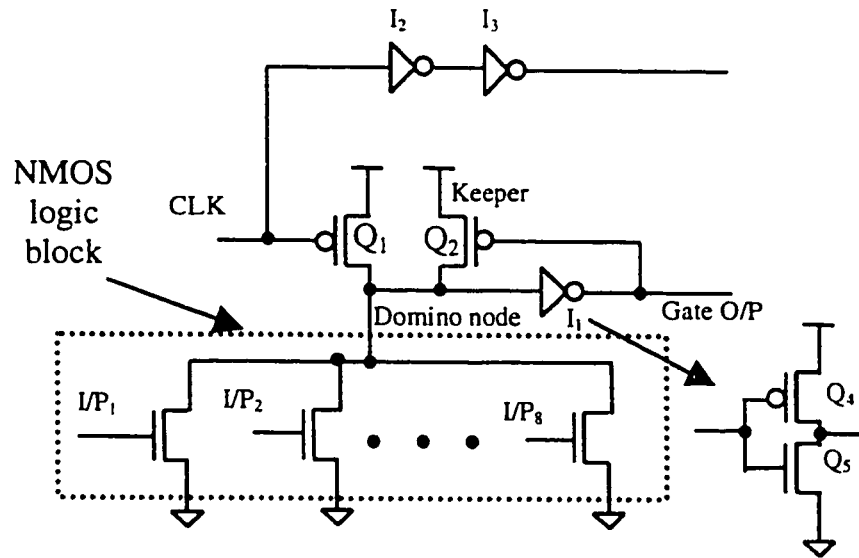 I₂
I₃
NMOS
logic
block
CLK
Keeper
Q₁
Q₂
Domino node
I₁
Gate O/P
I/P₁
I/P₂
I/P₈
Q₄
Q₅